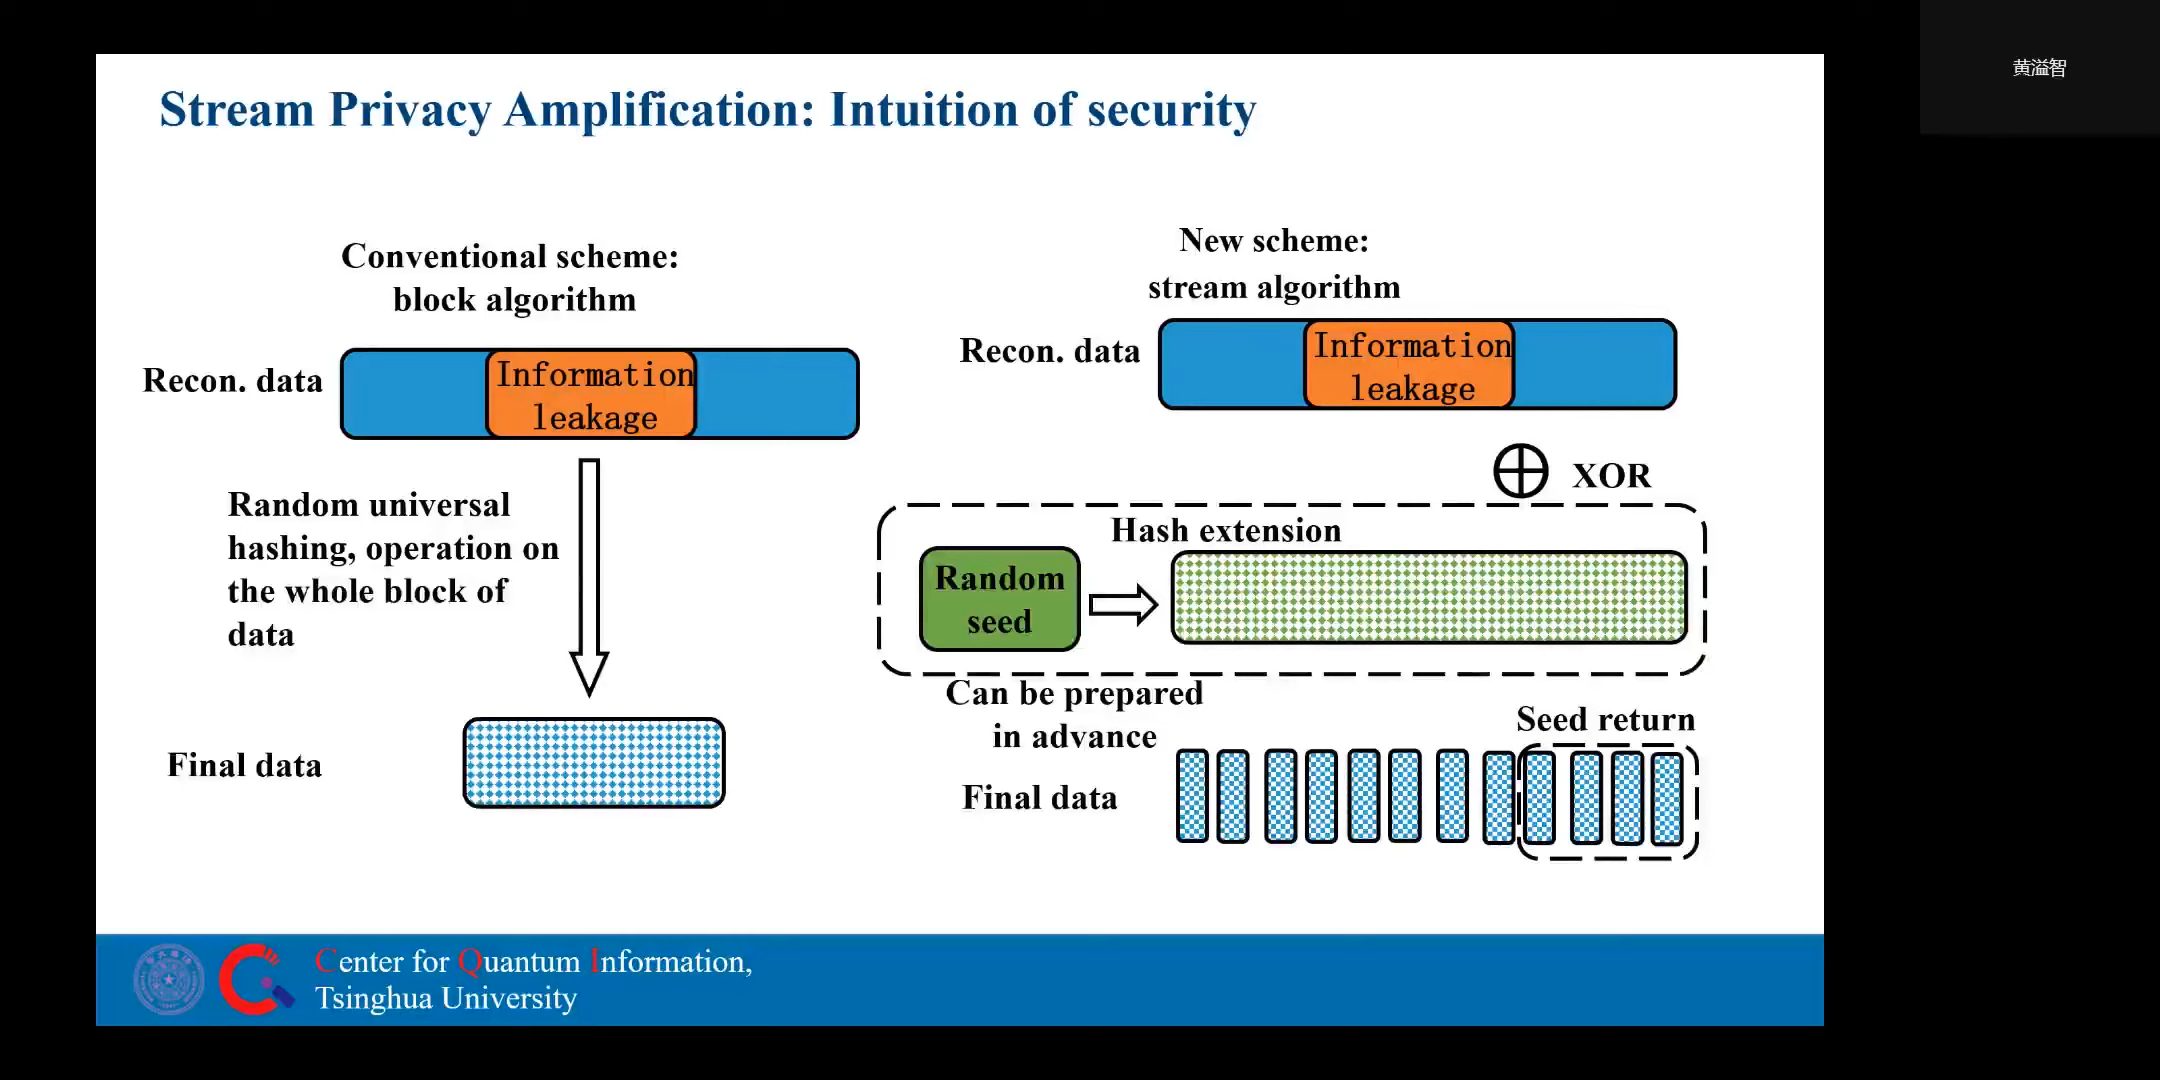 Stream Privacy Amplification: Intuition of security
黄溢智
Conventional scheme:
block algorithm
Recon. data
Information
leakage
Random universal
hashing, operation on
the whole block of
data
Final data
New scheme:
stream algorithm
Recon. data
Information
leakage
XOR
Hash extension
Random
seed
Can be prepared
in advance
Seed return
Final data
Center for Quantum Information,
Tsinghua University